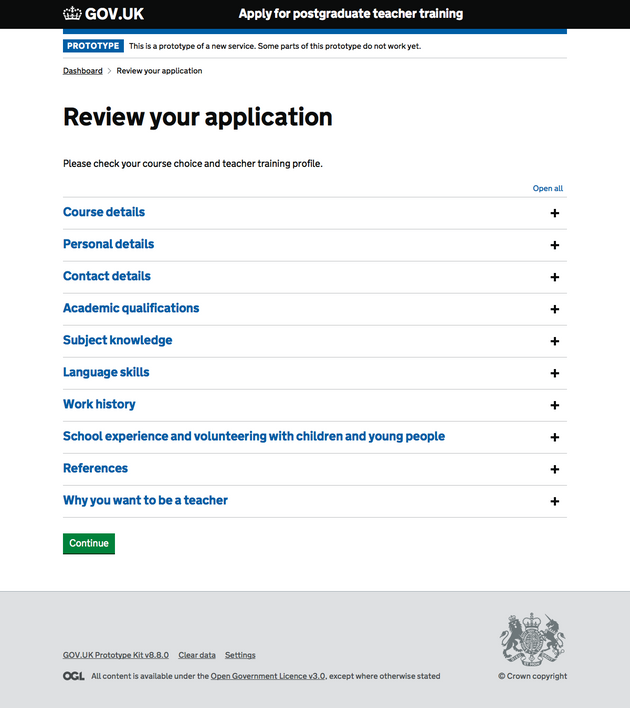 GOV.UK
Apply for postgraduate teacher training
PROTOTYPE This is a prototype of a new service. Some parts of this prototype do not work yet.
Dashboard > Review your application
Review your application
Please check your course choice and teacher training profile.
Open all
Course details +
Personal details +
Contact details +
Academic qualifications +
Subject knowledge +
Language skills +
Work history +
School experience and volunteering with children and young people +
References +
Why you want to be a teacher +
Continue
GOV.UK Prototype Kit v8.8.0 Clear data Settings
OGL All content is available under the Open Government Licence v3.0, except where otherwise stated
© Crown copyright